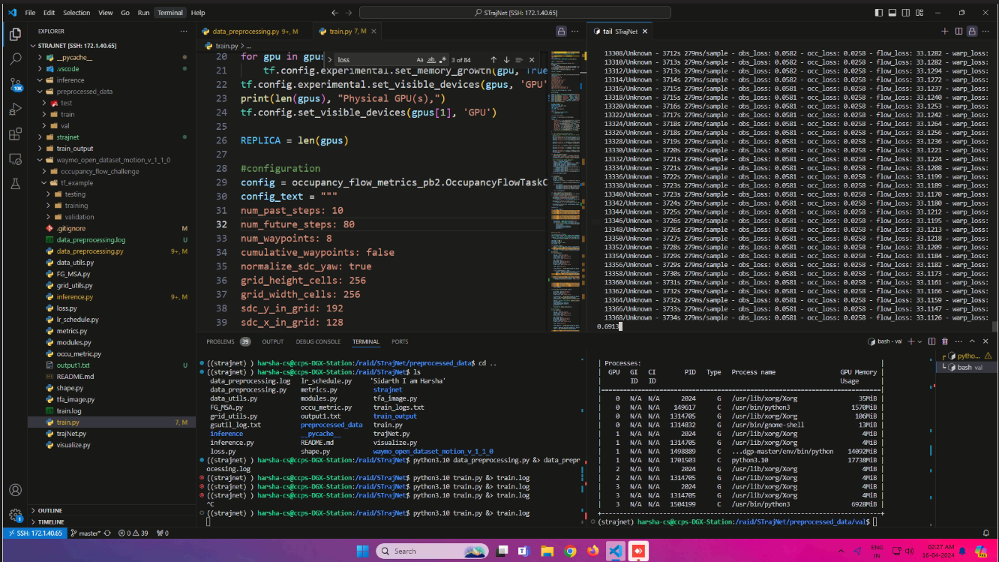 File Edit Selection View Go Run Terminal Help
STrajNet [SSH: 172.1.40.65]
EXPLORER
STRAJNET [SSH: 172.1.40.65]
__pycache__
.vscode
inference
preprocessed_data
test
train
val
strajnet
train_output
waymo_open_dataset_motion_v_1_1_0
occupancy_flow_challenge
tf_example
testing
training
validation
.gitignore M
data_preprocessing.log U
data_preprocessing.py 9+, M
data_utils.py
FG_MSA.py
grid_utils.py
inference.py 9+, M
loss.py
lr_schedule.py
metrics.py
modules.py
occu_metric.py
output1.txt U
README.md
shape.py
tfa_image.py
train.log
train.py 7, M
trajNet.py
visualize.py
OUTLINE
TIMELINE
10K
1
data_preprocessing.py 9+, M
train.py 7, M
train.py > ...
loss
Aa ab 3 of 84
20 for gpu in gpus
21 tf.config.experimental.set_memory_growth(gpu, True
22 tf.config.experimental.set_visible_devices(gpus, 'GPU'
23 print(len(gpus), "Physical GPU(s),")
24 tf.config.set_visible_devices(gpus[1], 'GPU')
25
26 REPLICA = len(gpus)
27
28 #configuration
29 config = occupancy_flow_metrics_pb2.OccupancyFlowTaskC
30 config_text = """
31 num_past_steps: 10
32 num_future_steps: 80
33 num_waypoints: 8
34 cumulative_waypoints: false
35 normalize_sdc_yaw: true
36 grid_height_cells: 256
37 grid_width_cells: 256
38 sdc_y_in_grid: 192
39 sdc_x_in_grid: 128
tail STrajNet
13308/Unknown - 3712s 279ms/sample - obs_loss: 0.0582 - occ_loss: 0.0258 - flow_loss: 33.1282 - warp_loss:
13310/Unknown - 3713s 279ms/sample - obs_loss: 0.0582 - occ_loss: 0.0258 - flow_loss: 33.1282 - warp_loss:
13312/Unknown - 3713s 279ms/sample - obs_loss: 0.0582 - occ_loss: 0.0258 - flow_loss: 33.1294 - warp_loss:
13314/Unknown - 3714s 279ms/sample - obs_loss: 0.0581 - occ_loss: 0.0258 - flow_loss: 33.1272 - warp_loss:
13316/Unknown - 3715s 279ms/sample - obs_loss: 0.0581 - occ_loss: 0.0258 - flow_loss: 33.1237 - warp_loss:
13318/Unknown - 3715s 279ms/sample - obs_loss: 0.0581 - occ_loss: 0.0258 - flow_loss: 33.1240 - warp_loss:
13320/Unknown - 3716s 279ms/sample - obs_loss: 0.0581 - occ_loss: 0.0258 - flow_loss: 33.1253 - warp_loss:
13322/Unknown - 3717s 279ms/sample - obs_loss: 0.0581 - occ_loss: 0.0258 - flow_loss: 33.1242 - warp_loss:
13324/Unknown - 3718s 279ms/sample - obs_loss: 0.0581 - occ_loss: 0.0258 - flow_loss: 33.1264 - warp_loss:
13326/Unknown - 3718s 279ms/sample - obs_loss: 0.0581 - occ_loss: 0.0258 - flow_loss: 33.1256 - warp_loss:
13328/Unknown - 3719s 279ms/sample - obs_loss: 0.0581 - occ_loss: 0.0258 - flow_loss: 33.1236 - warp_loss:
13330/Unknown - 3720s 279ms/sample - obs_loss: 0.0581 - occ_loss: 0.0258 - flow_loss: 33.1221 - warp_loss:
13332/Unknown - 3721s 279ms/sample - obs_loss: 0.0581 - occ_loss: 0.0258 - flow_loss: 33.1224 - warp_loss:
13334/Unknown - 3722s 279ms/sample - obs_loss: 0.0581 - occ_loss: 0.0258 - flow_loss: 33.1208 - warp_loss:
13336/Unknown - 3722s 279ms/sample - obs_loss: 0.0581 - occ_loss: 0.0258 - flow_loss: 33.1199 - warp_loss:
13338/Unknown - 3723s 279ms/sample - obs_loss: 0.0581 - occ_loss: 0.0258 - flow_loss: 33.1189 - warp_loss:
13340/Unknown - 3723s 279ms/sample - obs_loss: 0.0581 - occ_loss: 0.0258 - flow_loss: 33.1170 - warp_loss:
13342/Unknown - 3724s 279ms/sample - obs_loss: 0.0581 - occ_loss: 0.0258 - flow_loss: 33.1180 - warp_loss:
13344/Unknown - 3725s 279ms/sample - obs_loss: 0.0581 - occ_loss: 0.0258 - flow_loss: 33.1212 - warp_loss:
13346/Unknown - 3726s 279ms/sample - obs_loss: 0.0581 - occ_loss: 0.0258 - flow_loss: 33.1195 - warp_loss:
13348/Unknown - 3726s 279ms/sample - obs_loss: 0.0581 - occ_loss: 0.0258 - flow_loss: 33.1213 - warp_loss:
13350/Unknown - 3727s 279ms/sample - obs_loss: 0.0581 - occ_loss: 0.0258 - flow_loss: 33.1218 - warp_loss:
13352/Unknown - 3728s 279ms/sample - obs_loss: 0.0581 - occ_loss: 0.0258 - flow_loss: 33.1209 - warp_loss:
13354/Unknown - 3729s 279ms/sample - obs_loss: 0.0581 - occ_loss: 0.0258 - flow_loss: 33.1184 - warp_loss:
13356/Unknown - 3729s 279ms/sample - obs_loss: 0.0581 - occ_loss: 0.0258 - flow_loss: 33.1182 - warp_loss:
13358/Unknown - 3730s 279ms/sample - obs_loss: 0.0581 - occ_loss: 0.0258 - flow_loss: 33.1173 - warp_loss:
13360/Unknown - 3731s 279ms/sample - obs_loss: 0.0581 - occ_loss: 0.0258 - flow_loss: 33.1161 - warp_loss:
13362/Unknown - 3732s 279ms/sample - obs_loss: 0.0581 - occ_loss: 0.0258 - flow_loss: 33.1166 - warp_loss:
13364/Unknown - 3732s 279ms/sample - obs_loss: 0.0581 - occ_loss: 0.0258 - flow_loss: 33.1159 - warp_loss:
13366/Unknown - 3733s 279ms/sample - obs_loss: 0.0581 - occ_loss: 0.0258 - flow_loss: 33.1147 - warp_loss:
13368/Unknown - 3734s 279ms/sample - obs_loss: 0.0581 - occ_loss: 0.0258 - flow_loss: 33.1126 - warp_loss:
0.6913
PROBLEMS 39 OUTPUT DEBUG CONSOLE TERMINAL PORTS
bash - val
((strajnet) ) harsha-cs@ccps-DGX-Station:/raid/STrajNet/preprocessed_data$ cd ..
((strajnet) ) harsha-cs@ccps-DGX-Station:/raid/STrajNet$ ls
data_preprocessing.log lr_schedule.py 'Sidarth I am Harsha'
data_preprocessing.py metrics.py strajnet
data_utils.py modules.py tfa_image.py
FG_MSA.py occu_metric.py train_logs.txt
grid_utils.py output1.txt train_output
gsutil_log.txt preprocessed_data train.py
inference __pycache__ trajNet.py
inference.py README.md visualize.py
loss.py shape.py waymo_open_dataset_motion_v_1_1_0
((strajnet) ) harsha-cs@ccps-DGX-Station:/raid/STrajNet$ python3.10 data_preprocessing.py &> data_prepr
ocessing.log
((strajnet) ) harsha-cs@ccps-DGX-Station:/raid/STrajNet$ python3.10 train.py &> train.log
((strajnet) ) harsha-cs@ccps-DGX-Station:/raid/STrajNet$ python3.10 train.py &> train.log
((strajnet) ) harsha-cs@ccps-DGX-Station:/raid/STrajNet$ python3.10 train.py &> train.log
^C
((strajnet) ) harsha-cs@ccps-DGX-Station:/raid/STrajNet$ python3.10 train.py &> train.log
| Processes: |
| GPU GI CI PID Type Process name GPU Memory |
| ID ID Usage |
|=============================================================================|
| 0 N/A N/A 2024 G /usr/lib/xorg/Xorg 35MiB |
| 0 N/A N/A 149617 C /usr/bin/python3 1570MiB |
| 0 N/A N/A 1314705 G /usr/lib/xorg/Xorg 106MiB |
| 0 N/A N/A 1314832 G /usr/bin/gnome-shell 13MiB |
| 1 N/A N/A 2024 G /usr/lib/xorg/Xorg 4MiB |
| 1 N/A N/A 1314705 G /usr/lib/xorg/Xorg 4MiB |
| 1 N/A N/A 1498889 C ...dgp-master/env/bin/python 14092MiB |
| 1 N/A N/A 1701503 C python3.10 17738MiB |
| 2 N/A N/A 2024 G /usr/lib/xorg/Xorg 4MiB |
| 2 N/A N/A 1314705 G /usr/lib/xorg/Xorg 4MiB |
| 3 N/A N/A 2024 G /usr/lib/xorg/Xorg 4MiB |
| 3 N/A N/A 1314705 G /usr/lib/xorg/Xorg 4MiB |
| 3 N/A N/A 1504199 C /usr/bin/python3 6928MiB |
+-----------------------------------------------------------------------------+
(strajnet) harsha-cs@ccps-DGX-Station:/raid/STrajNet/preprocessed_data/val$
pytho...
bash val
SSH: 172.1.40.65 master* 0 39 0
Search
ENG
IN
02:27 AM
16-04-2024